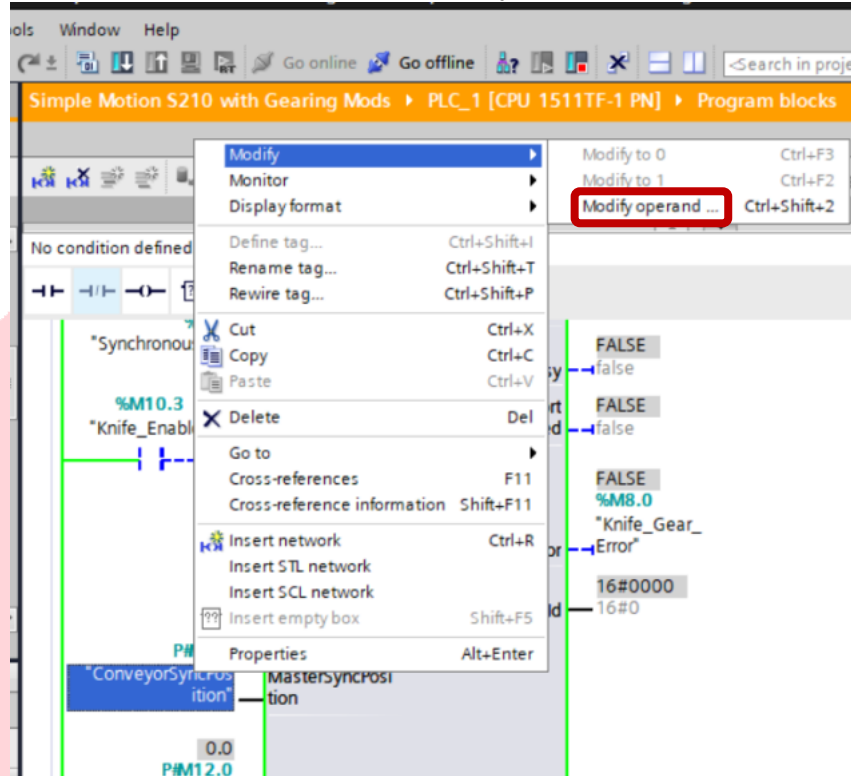 ols Window Help
Go online Go offline <Search in proje
Simple Motion S210 with Gearing Mods ▸ PLC_1 [CPU 1511TF-1 PN] ▸ Program blocks
Modify
Modify to 0 Ctrl+F3
Monitor
Modify to 1 Ctrl+F2
Display format
Modify operand ... Ctrl+Shift+2
No condition defined
Define tag... Ctrl+Shift+I
Rename tag... Ctrl+Shift+T
Rewire tag... Ctrl+Shift+P
Cut Ctrl+X
"Synchronou
FALSE
Copy Ctrl+C
sy false
Paste Ctrl+V
%M10.3
rt FALSE
"Knife_Enabl
Delete Del
ed false
Go to
Cross-references F11
FALSE
Cross-reference information Shift+F11
%M8.0
"Knife_Gear_
Insert network Ctrl+R
or Error"
Insert STL network
Insert SCL network
16#0000
Insert empty box Shift+F5
Id 16#0
P#
Properties Alt+Enter
"ConveyorSyncPos
ition"
MasterSyncPosi
tion
0.0
P#M12.0